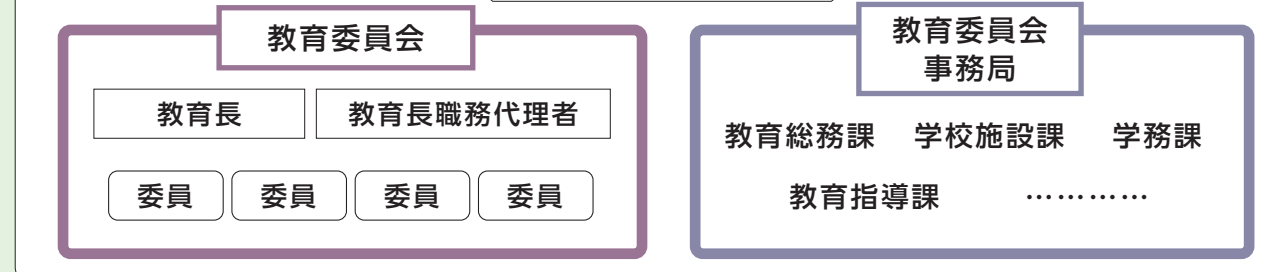 教育委員会
教育長
教育長職務代理者
委員
委員
委員
委員
教育委員会
事務局
教育総務課 学校施設課 学務課
教育指導課 …………